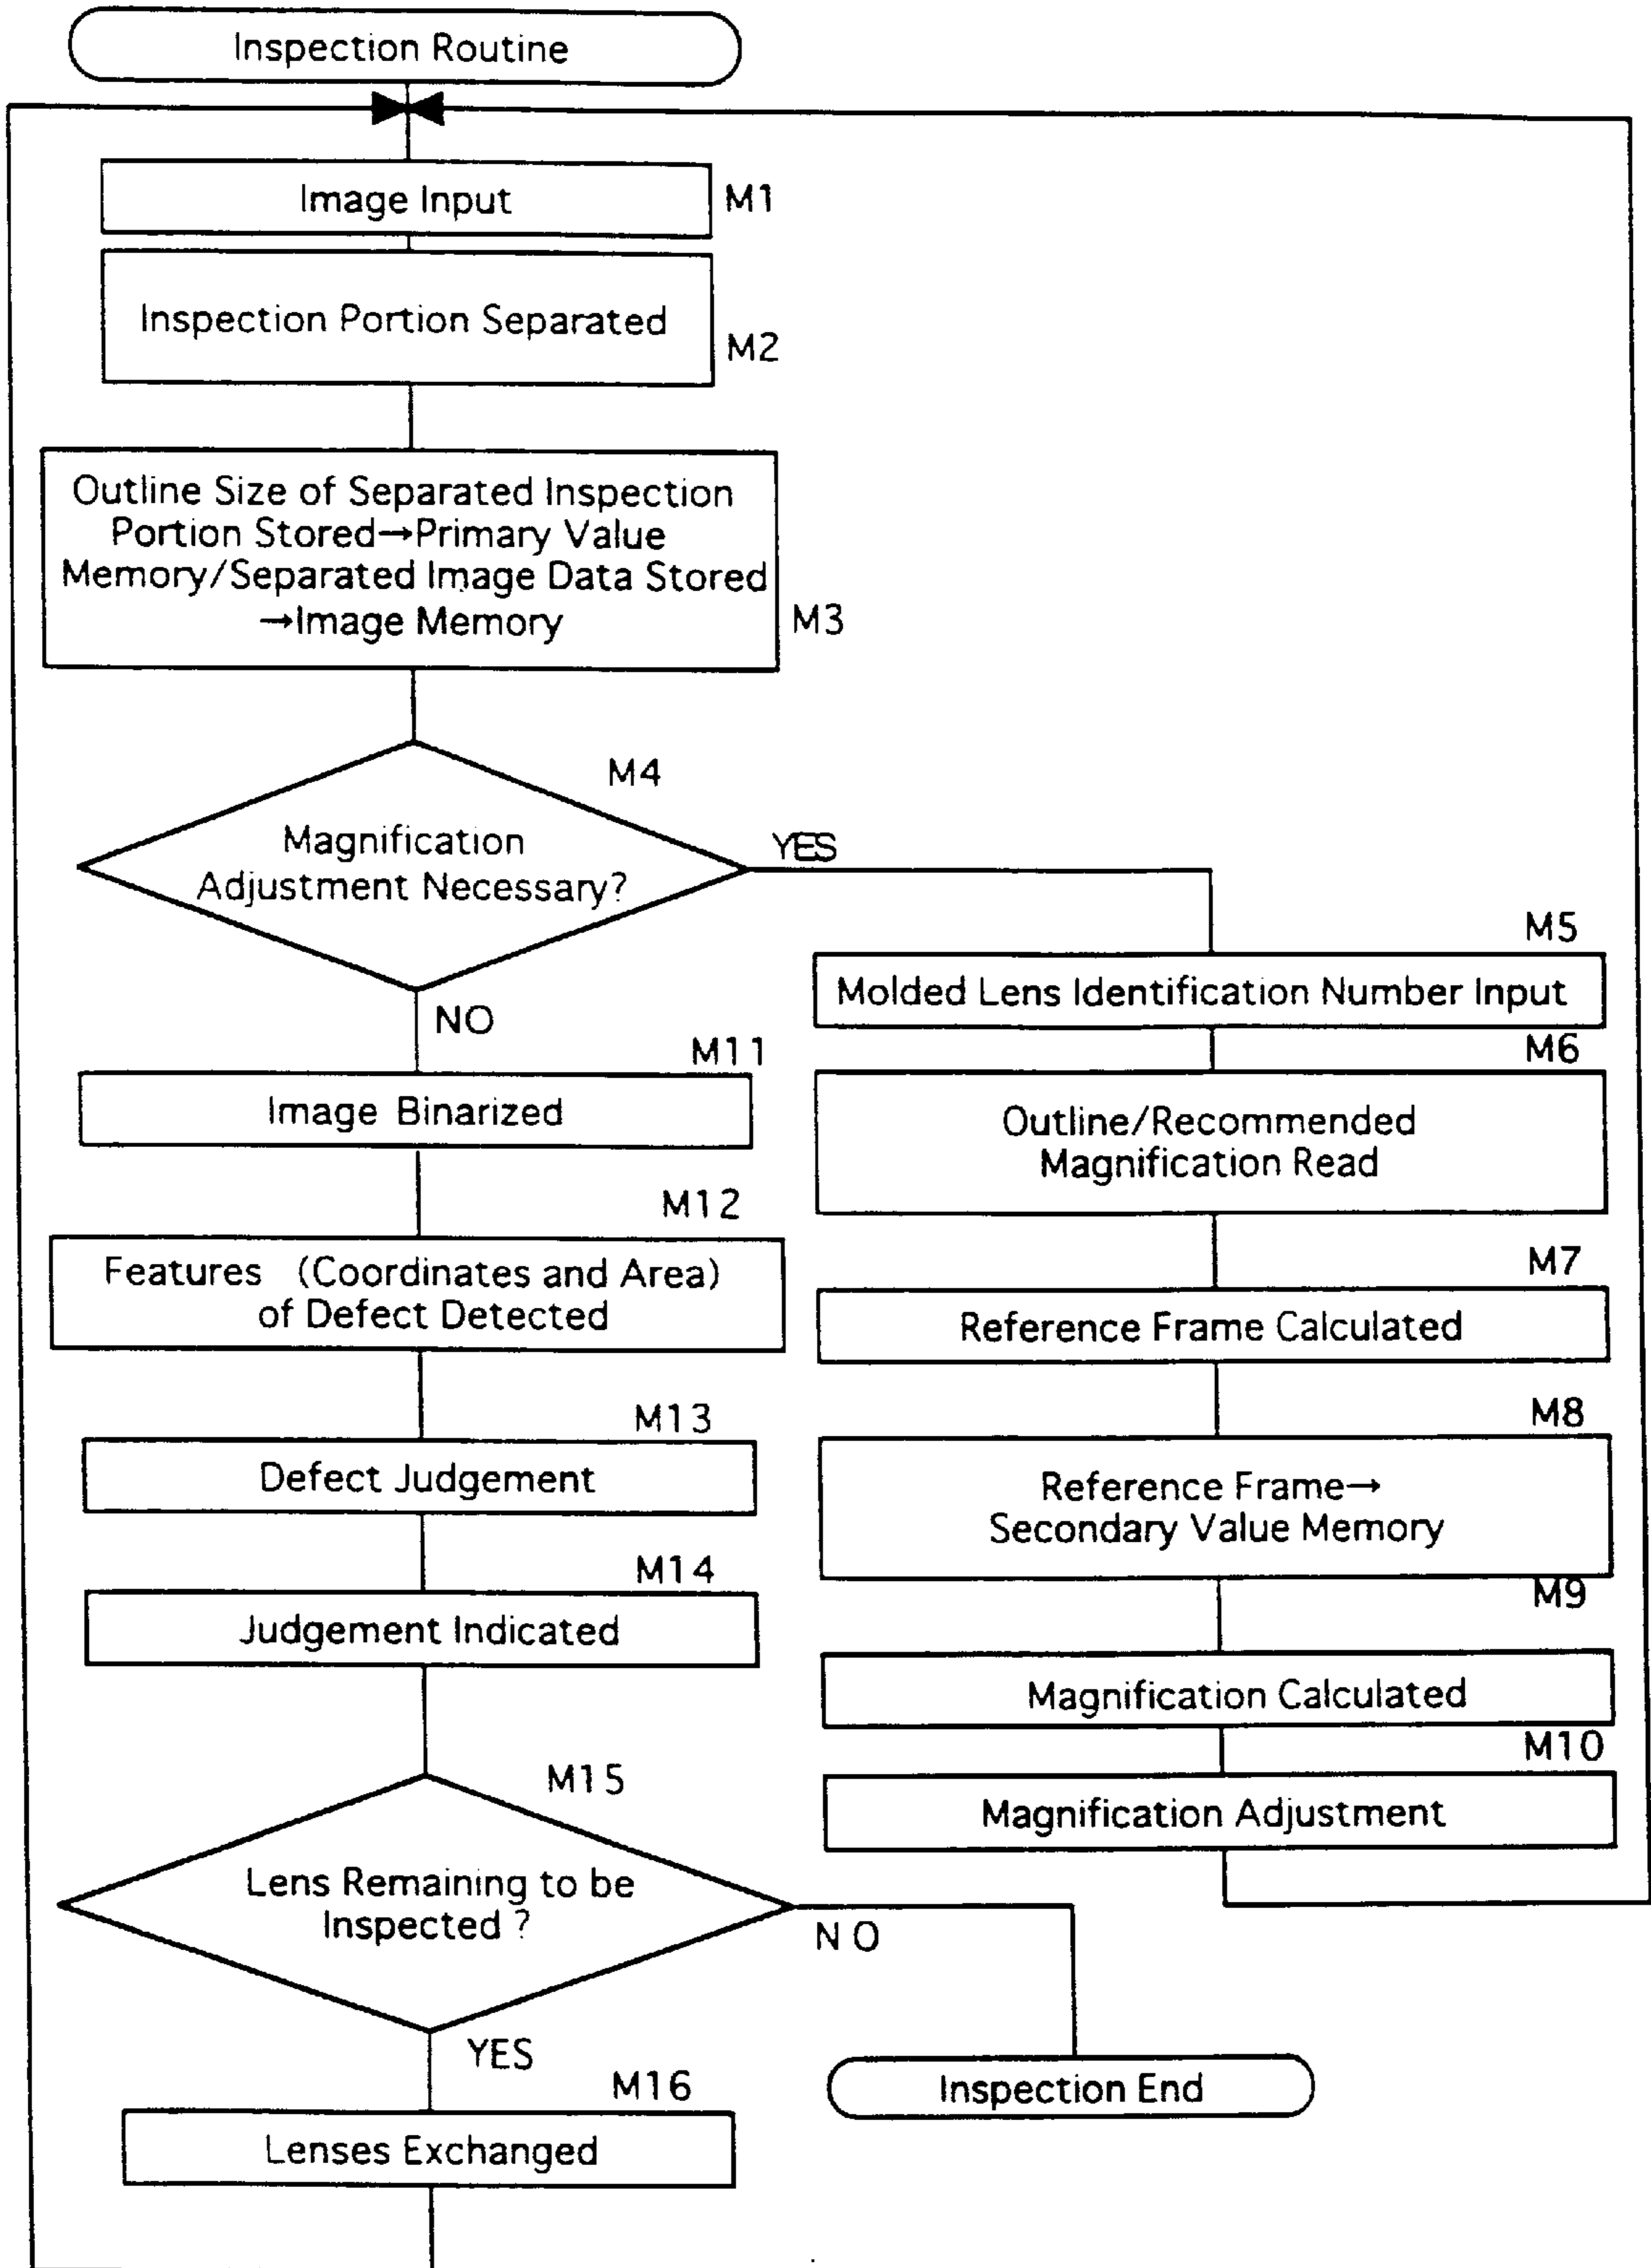 Inspection Routine
Image Input
M1
Inspection Portion Separated
M2
Outline Size of Separated Inspection
Portion Stored→Primary Value
Memory/Separated Image Data Stored
→Image Memory
M3
M4
Magnification
Adjustment Necessary?
YES
NO
M5
Molded Lens Identification Number Input
M6
Outline/Recommended
Magnification Read
M7
Reference Frame Calculated
M8
Reference Frame→
Secondary Value Memory
M9
Magnification Calculated
M10
Magnification Adjustment
M11
Image Binarized
M12
Features (Coordinates and Area)
of Defect Detected
M13
Defect Judgement
M14
Judgement Indicated
M15
Lens Remaining to be
Inspected ?
NO
YES
Inspection End
M16
Lenses Exchanged